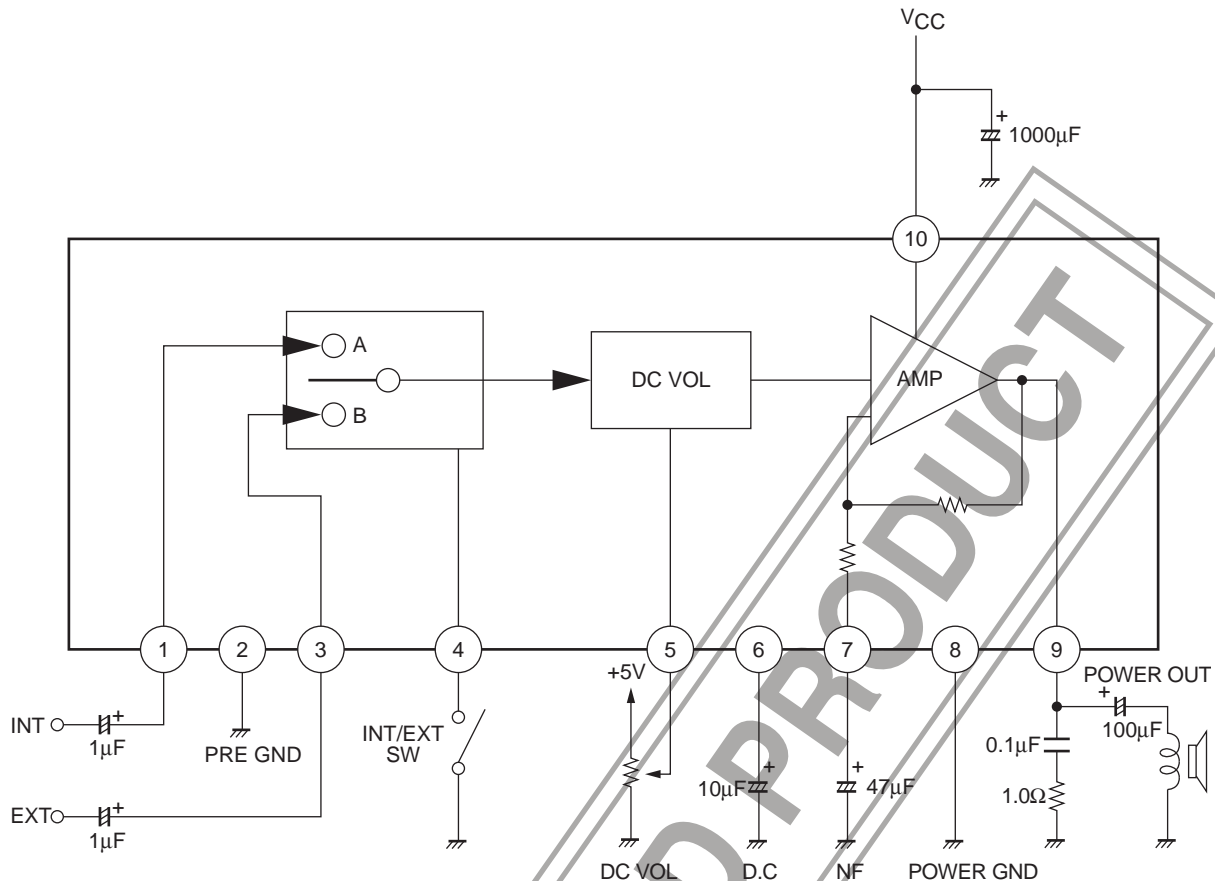 VCC
1000µF
10
A
B
DC VOL
AMP
1
2
3
4
5
6
7
8
9
INT
1µF
PRE GND
EXT
1µF
INT/EXT
SW
+5V
DC VOL
10µF
D.C
47µF
NF
POWER GND
POWER OUT
0.1µF
100µF
1.0Ω
D PRODUCT